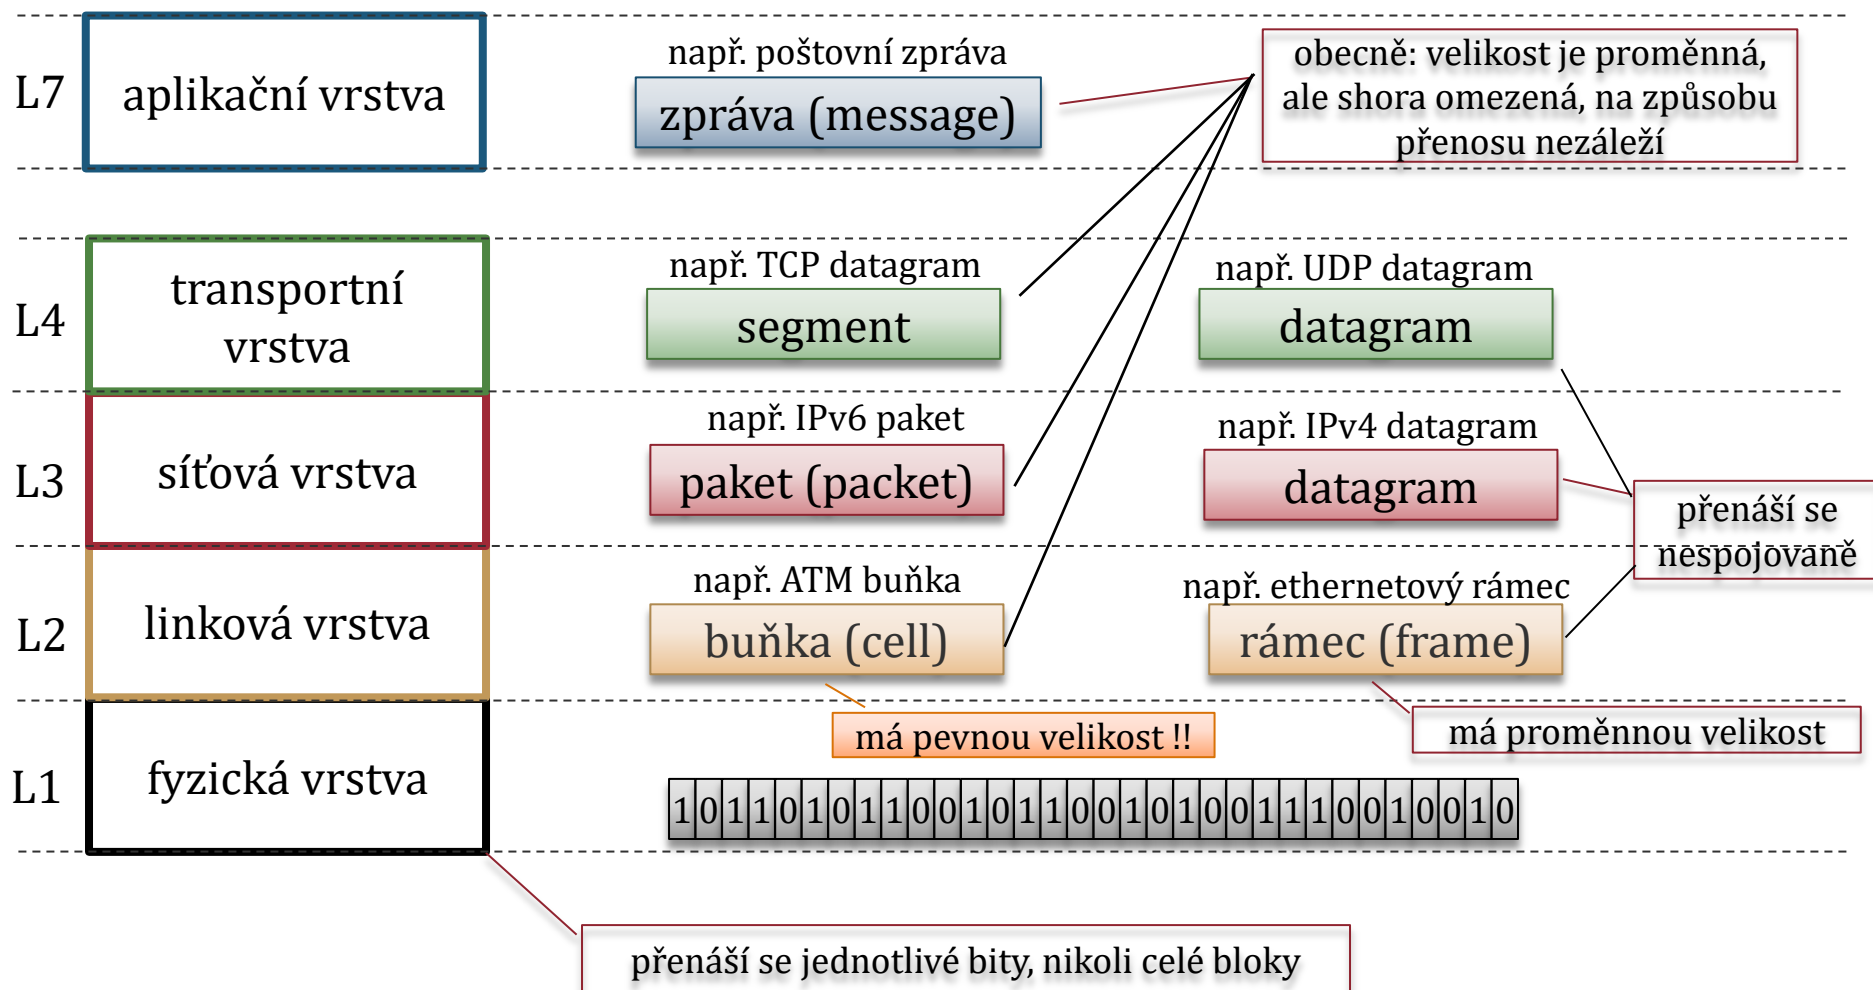 L7
aplikační vrstva
např. poštovní zpráva
zpráva (message)
obecně: velikost je proměnná,
ale shora omezená, na způsobu
přenosu nezáleží
L4
transportní
vrstva
např. TCP datagram
segment
např. UDP datagram
datagram
L3
síťová vrstva
např. IPv6 paket
paket (packet)
např. IPv4 datagram
datagram
přenáší se
nespojovaně
L2
linková vrstva
např. ATM buňka
buňka (cell)
např. ethernetový rámec
rámec (frame)
má pevnou velikost !!
má proměnnou velikost
L1
fyzická vrstva
10110101100101100101001110010010
přenáší se jednotlivé bity, nikoli celé bloky